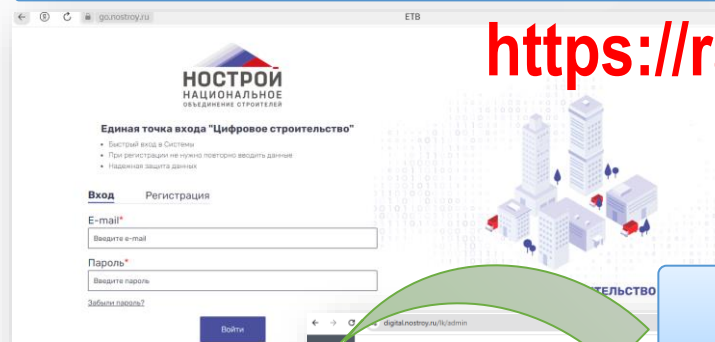 go.nostroy.ru
ЕТВ
https://r
НОСТРОЙ
НАЦИОНАЛЬНОЕ
ОБЪЕДИНЕНИЕ СТРОИТЕЛЕЙ
Единая точка входа "Цифровое строительство"
Быстрый вход в Системы
При регистрации не нужно повторно вводить данные
Надежная защита данных
Вход Регистрация
E-mail*
Введите e-mail
Пароль*
Введите пароль
Забыли пароль?
Войти
ТЕЛЬСТВО
digital.nostroy.ru/lk/admin